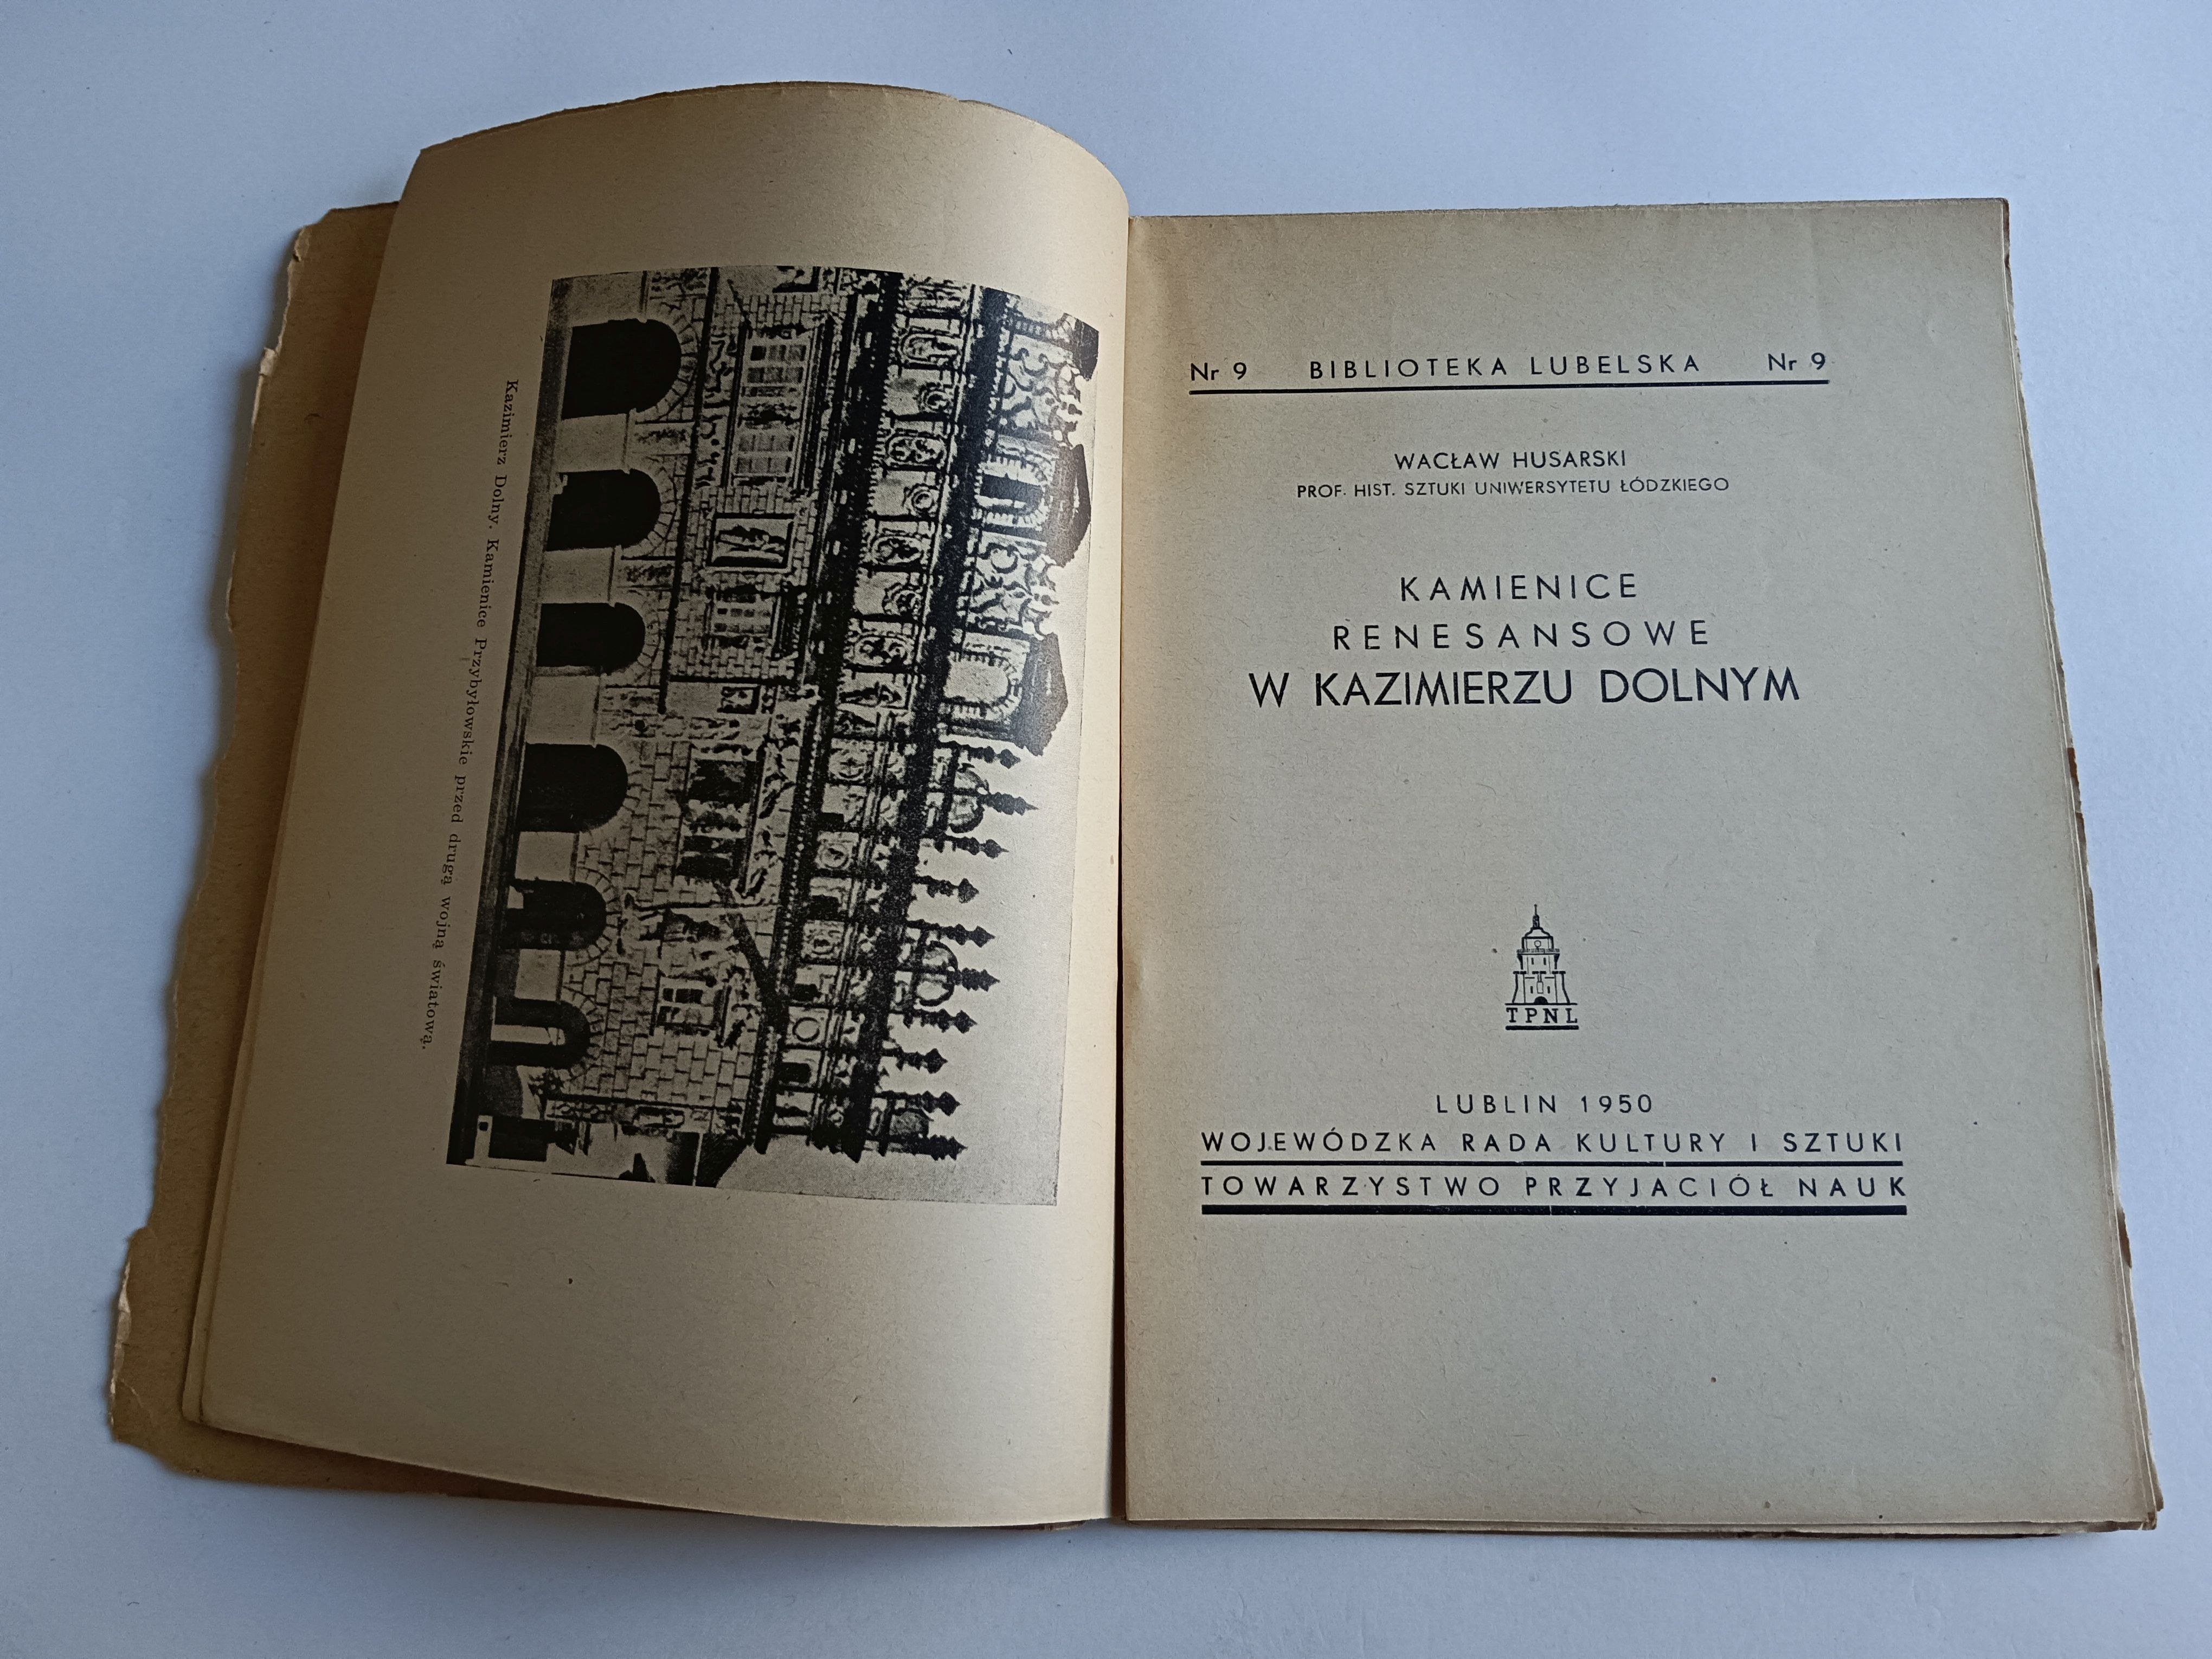 Kazimierz Dolny. Kamienice Przybyłowskie przed drugą wojną światową.
Nr 9 BIBLIOTEKA LUBELSKA Nr 9
WACŁAW HUSARSKI
PROF. HIST. SZTUKI UNIWERSYTETU ŁÓDZKIEGO
KAMIENICE
RENESANSOWE
W KAZIMIERZU DOLNYM
TPNL
LUBLIN 1950
WOJEWÓDZKA RADA KULTURY I SZTUKI
TOWARZYSTWO PRZYJACIÓŁ NAUK